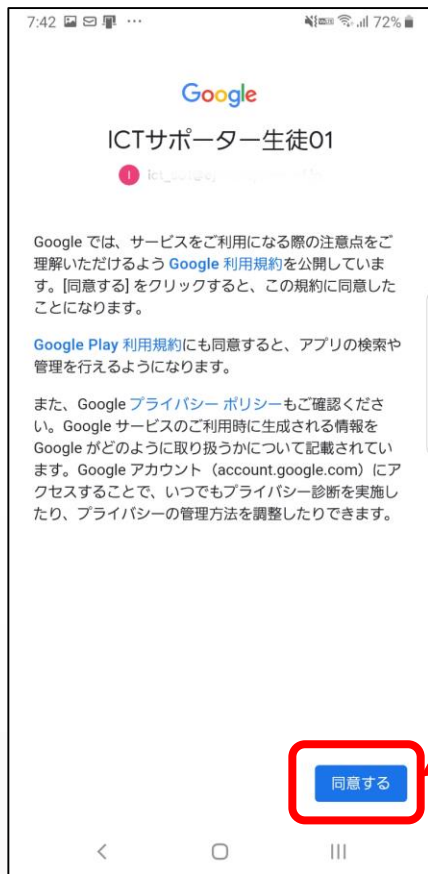 7:42
72%
Google
ICTサポーター生徒01
I
Google では、サービスをご利用になる際の注意点をご
理解いただけるよう Google 利用規約を公開していま
す。[同意する] をクリックすると、この規約に同意した
ことになります。
Google Play 利用規約にも同意すると、アプリの検索や
管理を行えるようになります。
また、Google プライバシー ポリシーもご確認くださ
い。Google サービスのご利用時に生成される情報を
Google がどのように取り扱うかについて記載されてい
ます。Google アカウント（account.google.com）にア
クセスすることで、いつでもプライバシー診断を実施し
たり、プライバシーの管理方法を調整したりできます。
同意する